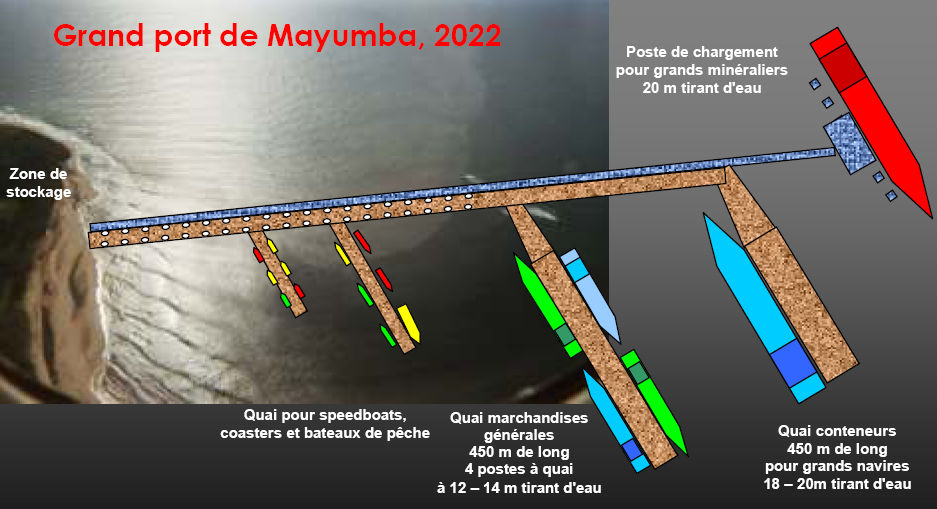 Grand port de Mayumba, 2022
Poste de chargement
pour grands minéraliers
20 m tirant d'eau
Zone de
stockage
Quai pour speedboats,
coasters et bateaux de pêche
Quai marchandises
générales
450 m de long
4 postes à quai
à 12 – 14 m tirant d'eau
Quai conteneurs
450 m de long
pour grands navires
18 – 20m tirant d'eau